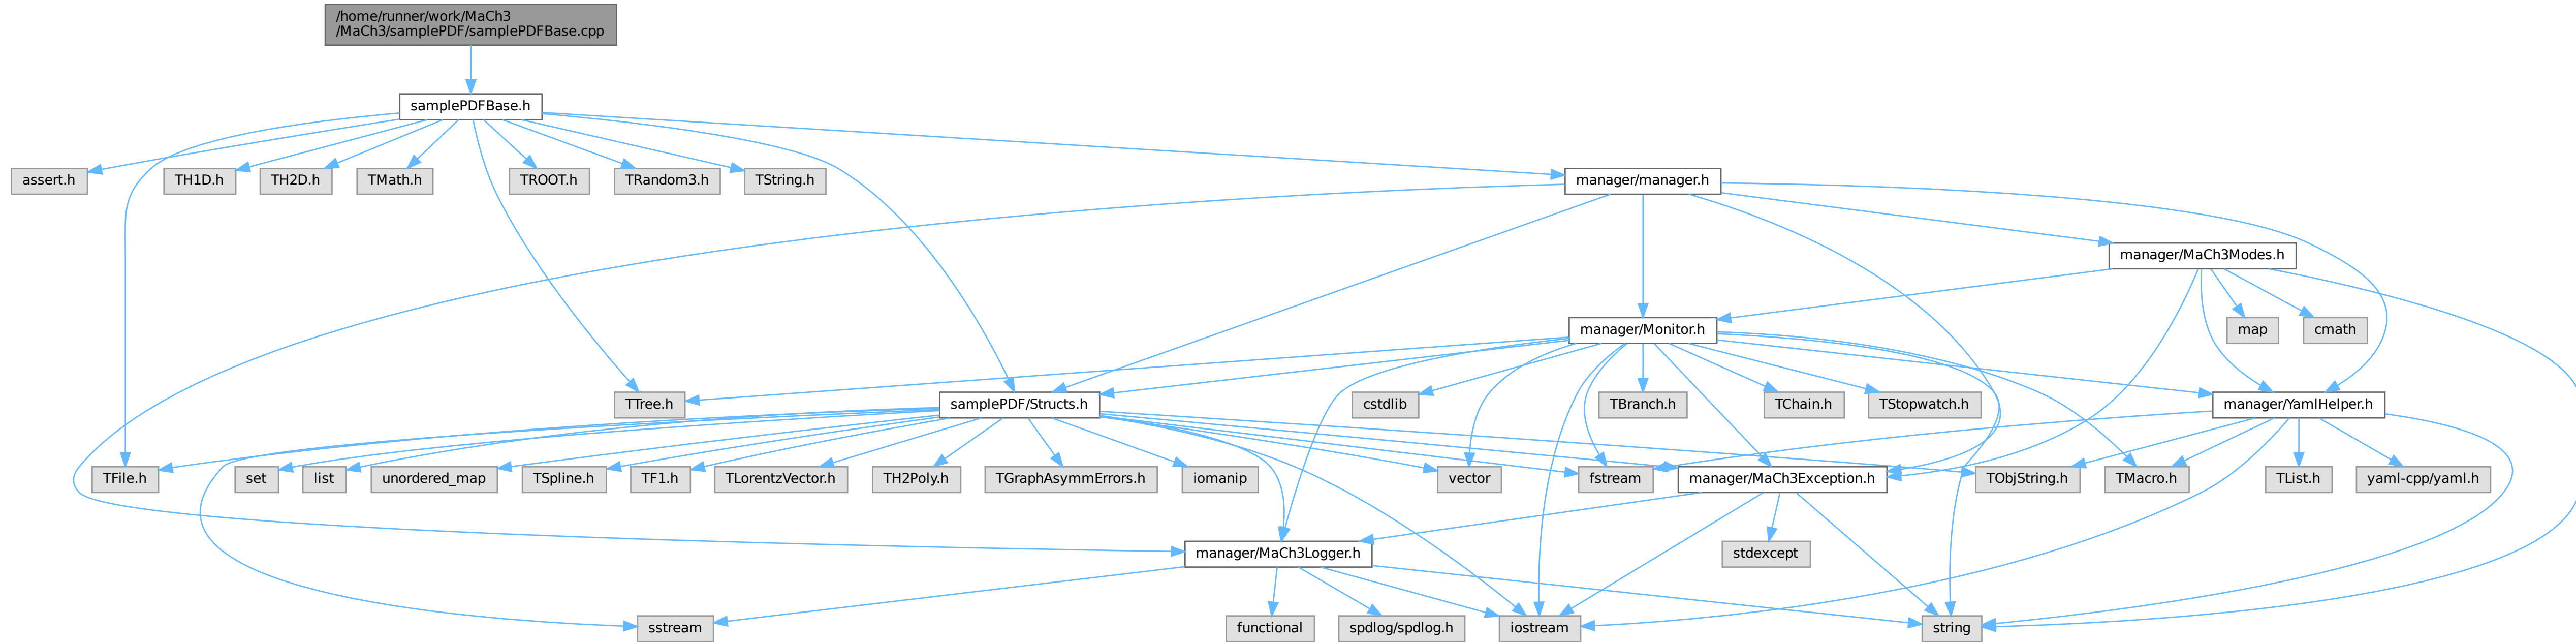 /home/runner/work/MaCh3
/MaCh3/samplePDF/samplePDFBase.cpp
samplePDFBase.h
assert.h
TH1D.h
TH2D.h
TMath.h
TROOT.h
TRandom3.h
TString.h
manager/manager.h
manager/MaCh3Modes.h
manager/Monitor.h
map
cmath
TTree.h
samplePDF/Structs.h
cstdlib
TBranch.h
TChain.h
TStopwatch.h
manager/YamlHelper.h
TFile.h
set
list
unordered_map
TSpline.h
TF1.h
TLorentzVector.h
TH2Poly.h
TGraphAsymmErrors.h
iomanip
vector
fstream
manager/MaCh3Exception.h
TObjString.h
TMacro.h
TList.h
yaml-cpp/yaml.h
manager/MaCh3Logger.h
stdexcept
sstream
functional
spdlog/spdlog.h
iostream
string